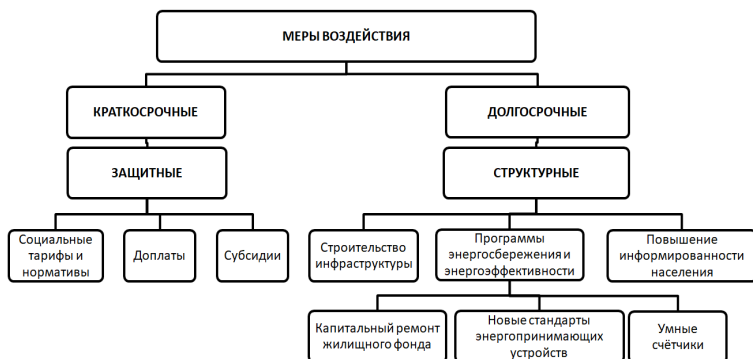 МЕРЫ ВОЗДЕЙСТВИЯ
КРАТКОСРОЧНЫЕ
ДОЛГОСРОЧНЫЕ
ЗАЩИТНЫЕ
СТРУКТУРНЫЕ
Социальные
тарифы и
нормативы
Доплаты
Субсидии
Строительство
инфраструктуры
Программы
энергосбережения и
энергоэффективности
Повышение
информированности
населения
Капитальный ремонт
жилищного фонда
Новые стандарты
энергопринимающих
устройств
Умные
счётчики